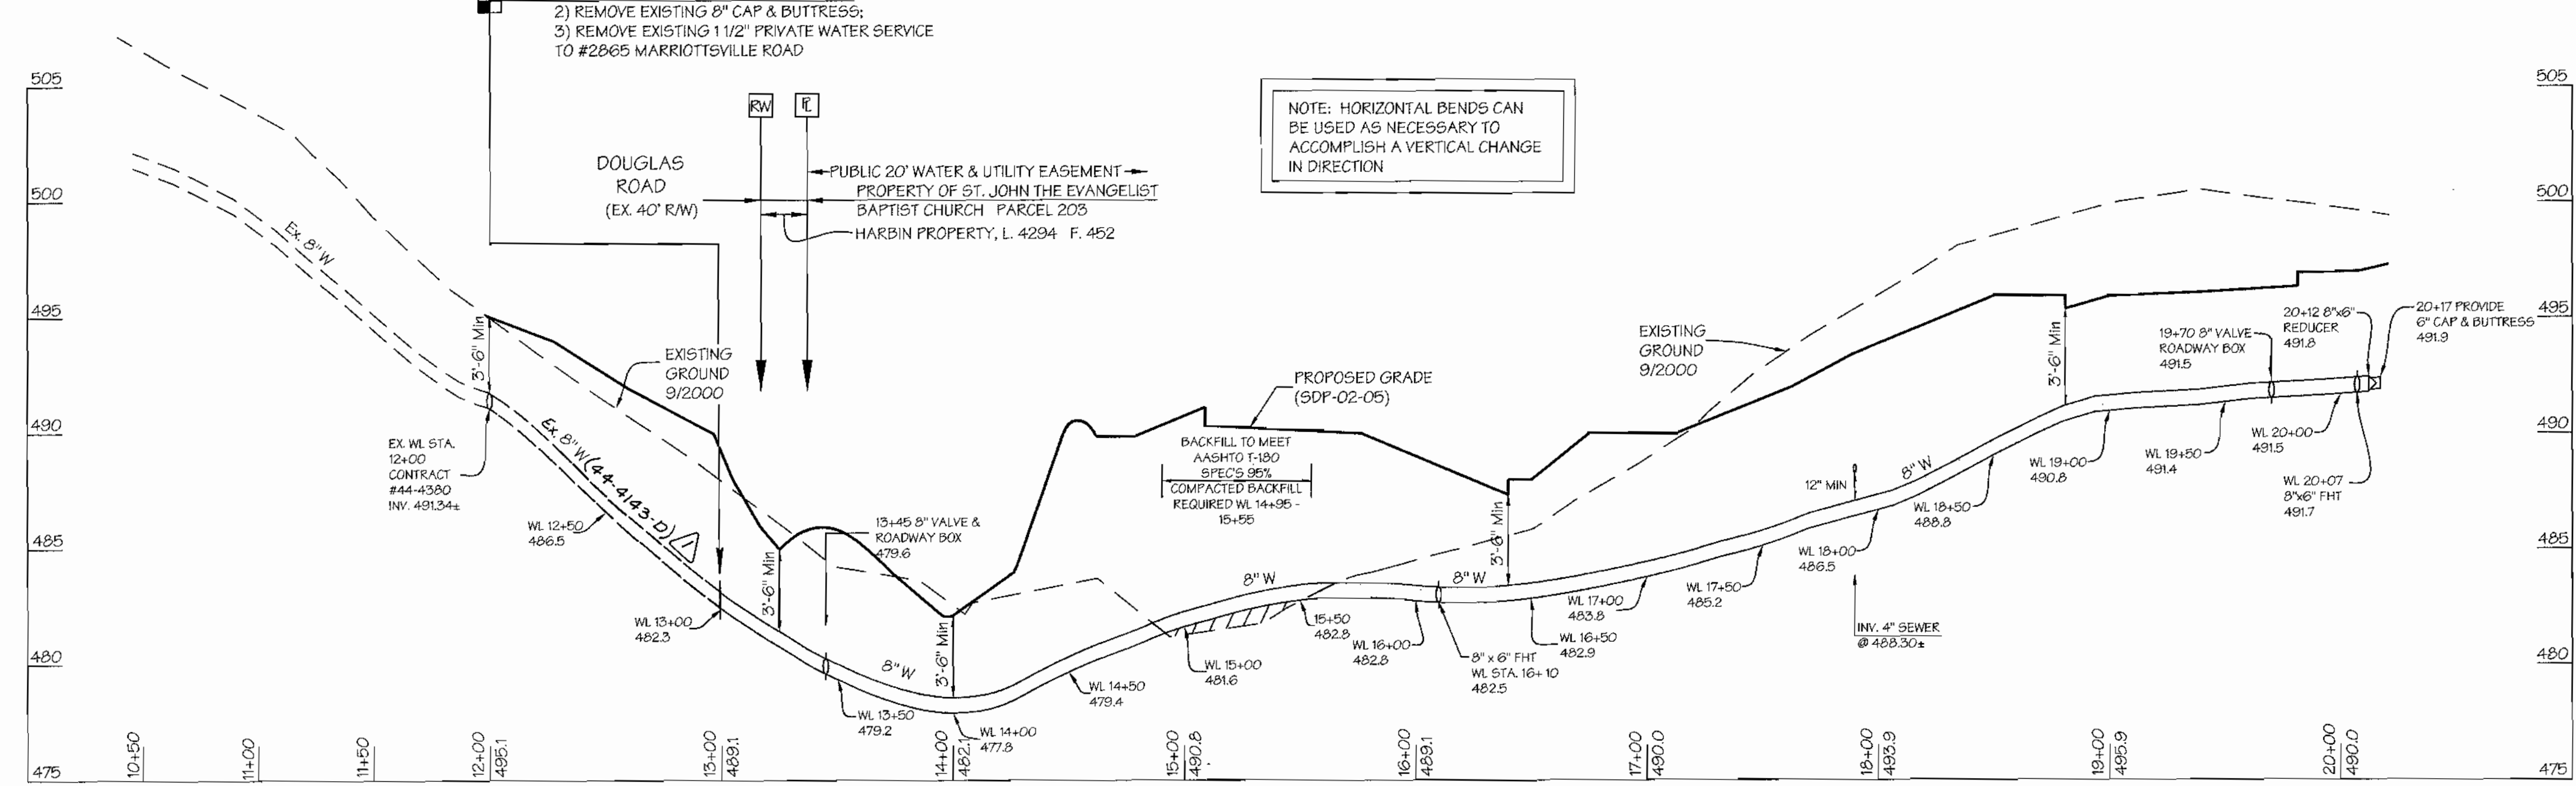 2) REMOVE EXISTING 8" CAP & BUTTRESS;
3) REMOVE EXISTING 1 1/2" PRIVATE WATER SERVICE
TO #2865 MARRIOTTSVILLE ROAD
505
500
495
490
485
480
475
RW
PL
DOUGLAS
ROAD
(EX. 40' R/W)
PUBLIC 20' WATER & UTILITY EASEMENT
PROPERTY OF ST. JOHN THE EVANGELIST
BAPTIST CHURCH PARCEL 203
HARBIN PROPERTY, L. 4294 F. 452
NOTE: HORIZONTAL BENDS CAN
BE USED AS NECESSARY TO
ACCOMPLISH A VERTICAL CHANGE
IN DIRECTION
505
500
495
490
485
480
475
Ex. 8" W
3'-6" Min
EXISTING
GROUND
9/2000
EX. WL STA.
12+00
CONTRACT
#44-4380
INV. 491.34±
Ex. 8" W (44-4143-D)
1
WL 12+50
486.5
WL 13+00
482.3
3'-6" Min
13+45 8" VALVE &
ROADWAY BOX
479.6
8" W
WL 13+50
479.2
3'-6" Min
WL 14+00
477.8
WL 14+50
479.4
PROPOSED GRADE
(SDP-02-05)
BACKFILL TO MEET
AASHTO T-180
SPEC'S 95%
COMPACTED BACKFILL
REQUIRED WL 14+95 -
15+55
WL 15+00
481.6
8" W
15+50
482.8
WL 16+00
482.8
8" W
8" x 6" FHT
WL STA. 16+10
482.5
3'-6" Min
WL 16+50
482.9
WL 17+00
483.8
WL 17+50
485.2
EXISTING
GROUND
9/2000
12" MIN
WL 18+00
486.5
INV. 4" SEWER
@ 488.30±
8" W
WL 18+50
488.8
3'-6" Min
WL 19+00
490.8
WL 19+50
491.4
19+70 8" VALVE
ROADWAY BOX
491.5
WL 20+00
491.5
WL 20+07
8"x6" FHT
491.7
20+12 8"x6"
REDUCER
491.8
20+17 PROVIDE
6" CAP & BUTTRESS
491.9
10+50
11+00
11+50
12+00
495.1
13+00
489.1
14+00
482.1
15+00
490.8
16+00
489.1
17+00
490.0
18+00
493.9
19+00
495.9
20+00
490.0